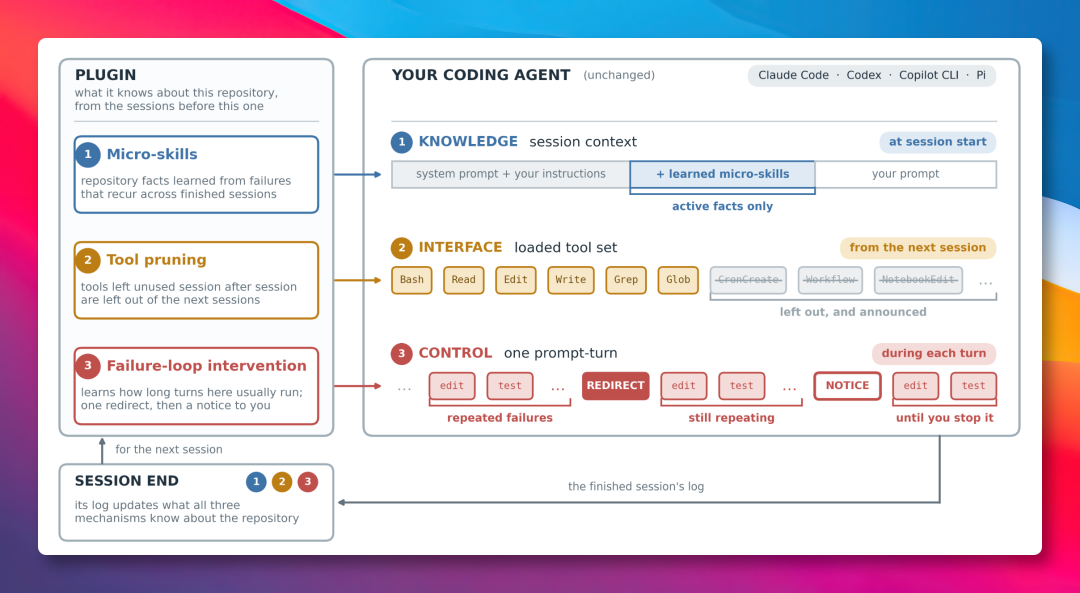 PLUGIN
what it knows about this repository,
from the sessions before this one
1 Micro-skills
repository facts learned from failures
that recur across finished sessions
2 Tool pruning
tools left unused session after session
are left out of the next sessions
3 Failure-loop intervention
learns how long turns here usually run;
one redirect, then a notice to you
for the next session
SESSION END 1 2 3
its log updates what all three
mechanisms know about the repository
YOUR CODING AGENT (unchanged) Claude Code · Codex · Copilot CLI · Pi
1 KNOWLEDGE session context at session start
system prompt + your instructions + learned micro-skills your prompt
active facts only
2 INTERFACE loaded tool set from the next session
Bash Read Edit Write Grep Glob CronCreate Workflow NotebookEdit ...
left out, and announced
3 CONTROL one prompt-turn during each turn
... edit test ... REDIRECT edit test ... NOTICE edit test
repeated failures still repeating until you stop it
the finished session's log